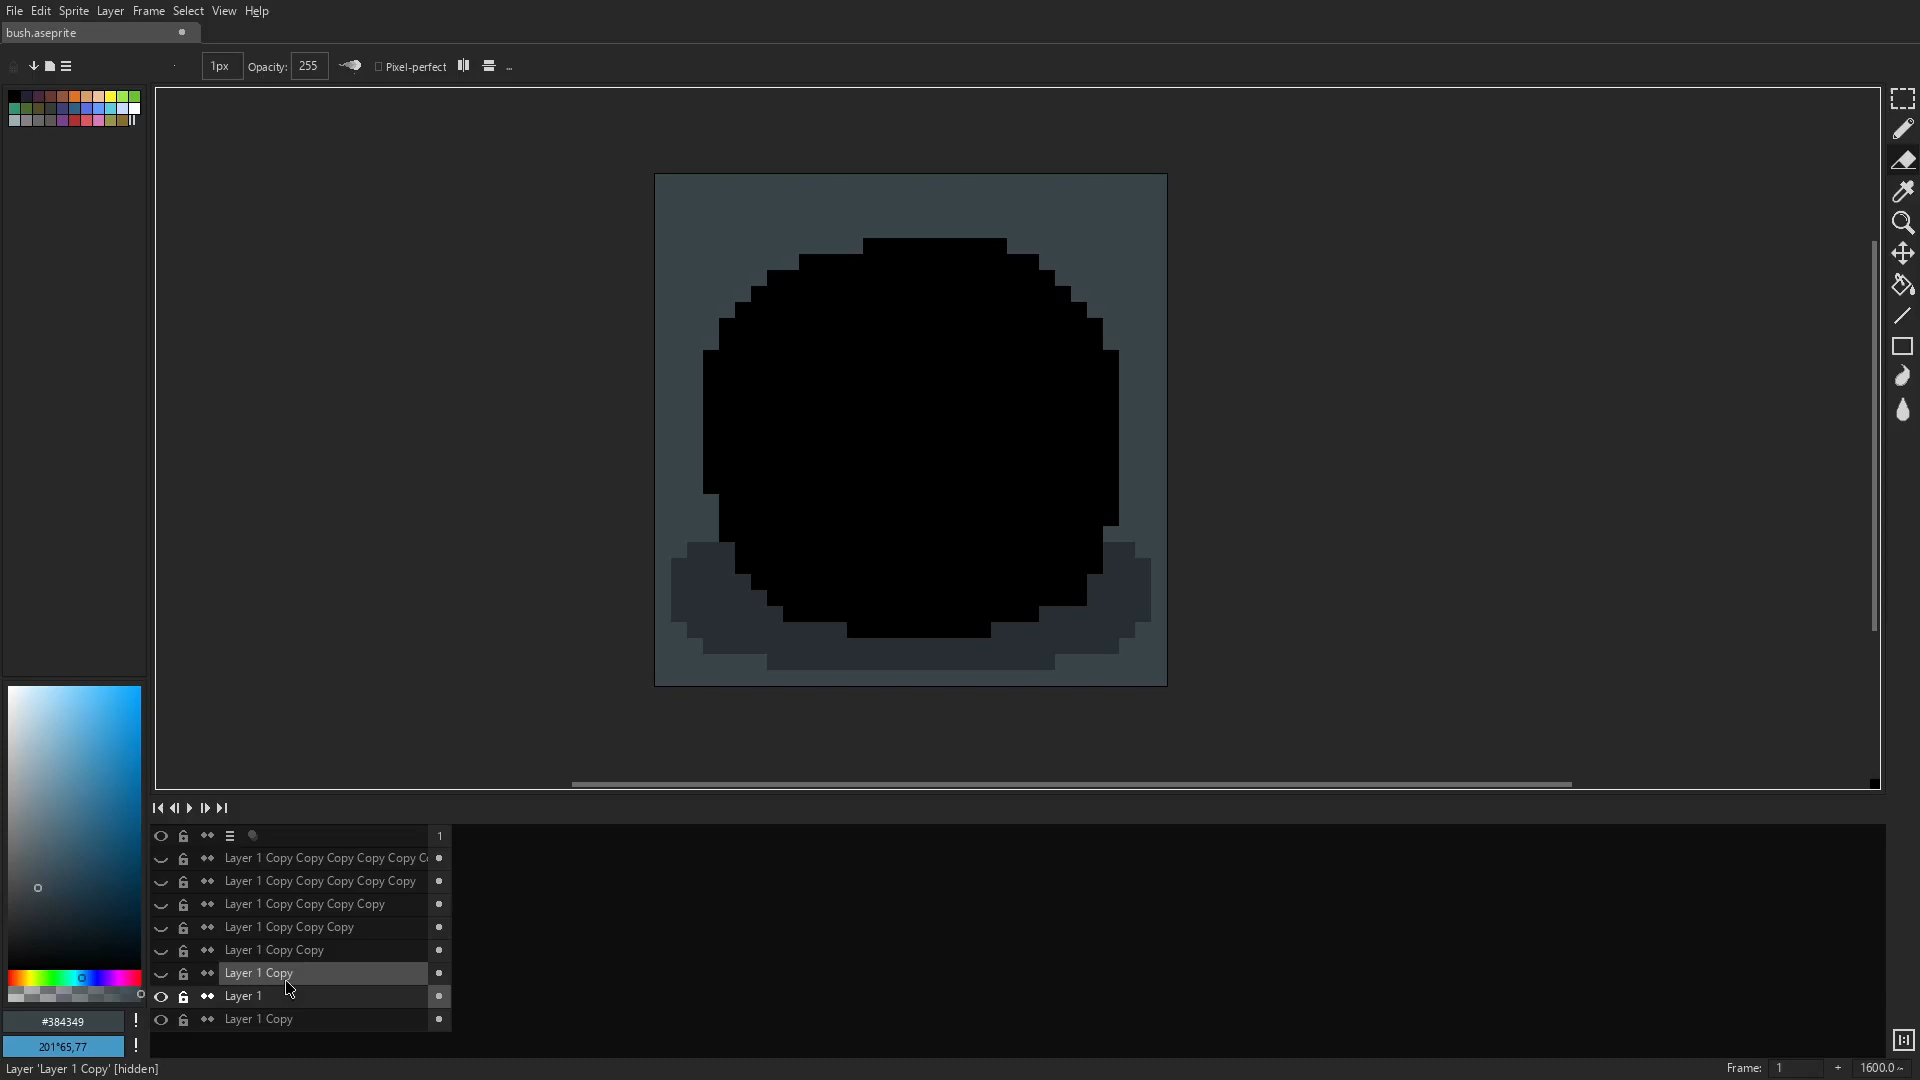 File Edit Sprite Layer Frame Select View Help
bush.aseprite
1px Opacity: 255 Pixel-perfect ...
1
Layer 1 Copy Copy Copy Copy Copy C
Layer 1 Copy Copy Copy Copy Copy
Layer 1 Copy Copy Copy Copy
Layer 1 Copy Copy Copy
Layer 1 Copy Copy
Layer 1 Copy
Layer 1
Layer 1 Copy
#384349 !
201°65,77 !
Layer 'Layer 1 Copy' [hidden] Frame: 1 + 1600.0